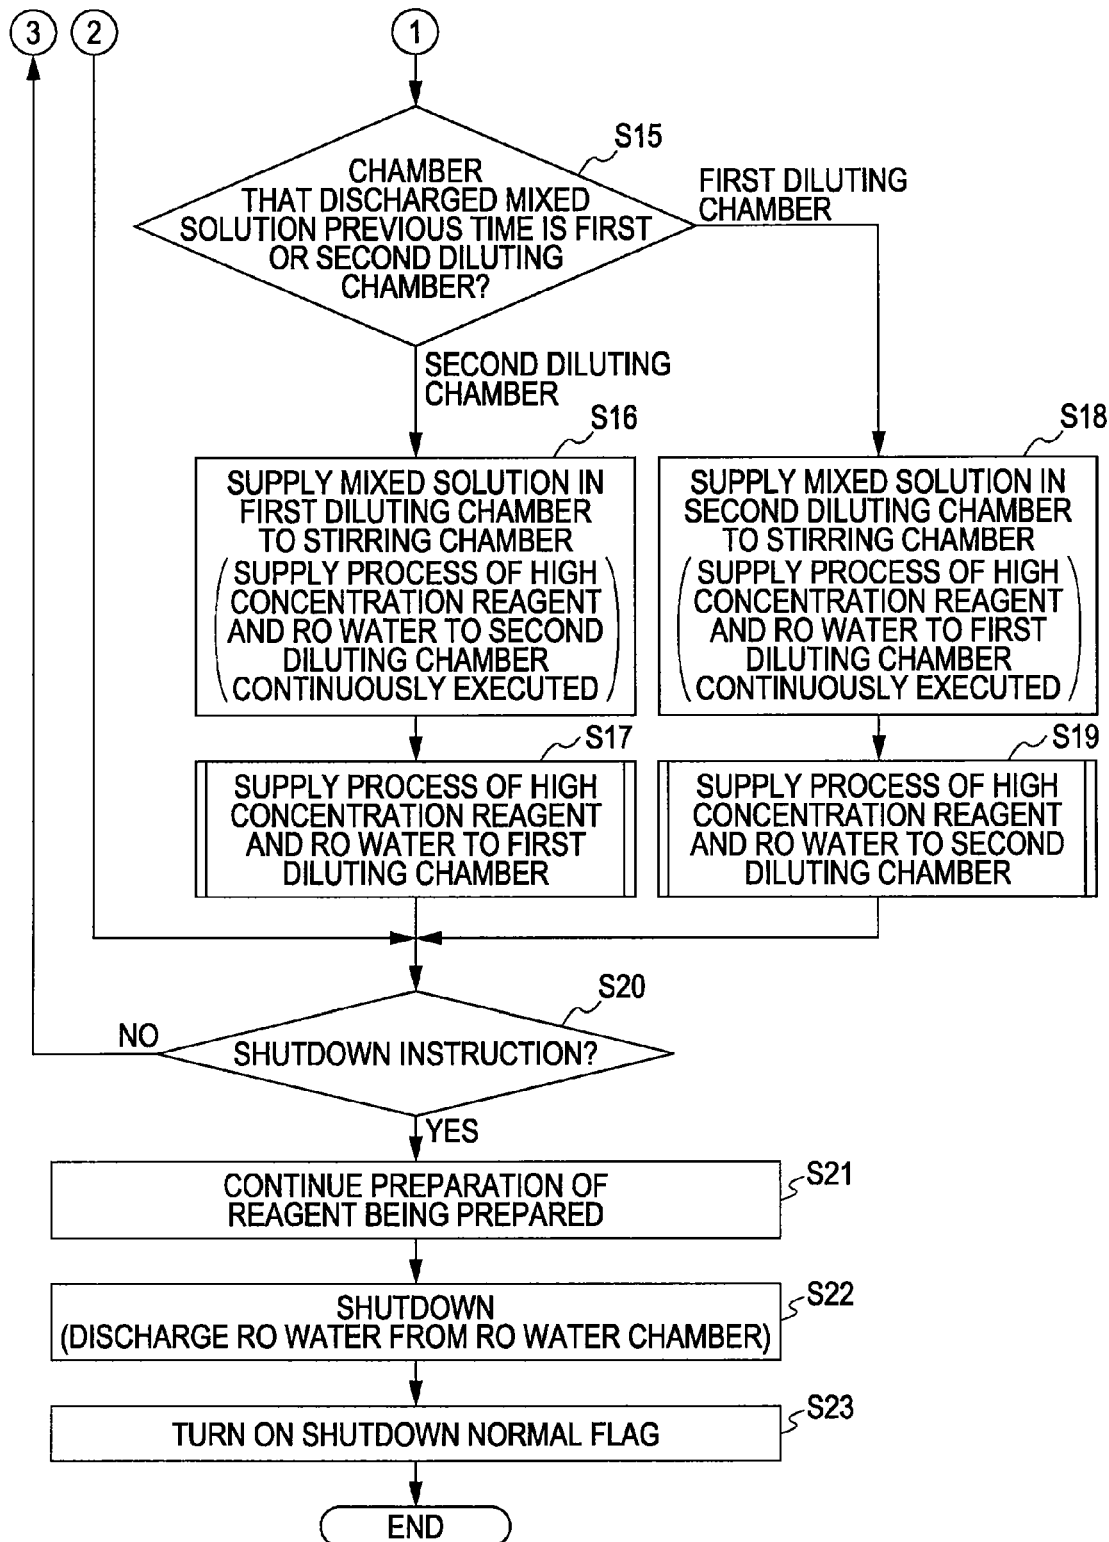 3
2
1
S15
CHAMBER
THAT DISCHARGED MIXED
SOLUTION PREVIOUS TIME IS FIRST
OR SECOND DILUTING
CHAMBER?
FIRST DILUTING
CHAMBER
SECOND DILUTING
CHAMBER
S16
SUPPLY MIXED SOLUTION IN
FIRST DILUTING CHAMBER
TO STIRRING CHAMBER
(SUPPLY PROCESS OF HIGH
CONCENTRATION REAGENT
AND RO WATER TO SECOND
DILUTING CHAMBER
CONTINUOUSLY EXECUTED)
S18
SUPPLY MIXED SOLUTION IN
SECOND DILUTING CHAMBER
TO STIRRING CHAMBER
(SUPPLY PROCESS OF HIGH
CONCENTRATION REAGENT
AND RO WATER TO FIRST
DILUTING CHAMBER
CONTINUOUSLY EXECUTED)
S17
SUPPLY PROCESS OF HIGH
CONCENTRATION REAGENT
AND RO WATER TO FIRST
DILUTING CHAMBER
S19
SUPPLY PROCESS OF HIGH
CONCENTRATION REAGENT
AND RO WATER TO SECOND
DILUTING CHAMBER
S20
NO
SHUTDOWN INSTRUCTION?
YES
S21
CONTINUE PREPARATION OF
REAGENT BEING PREPARED
S22
SHUTDOWN
(DISCHARGE RO WATER FROM RO WATER CHAMBER)
S23
TURN ON SHUTDOWN NORMAL FLAG
END